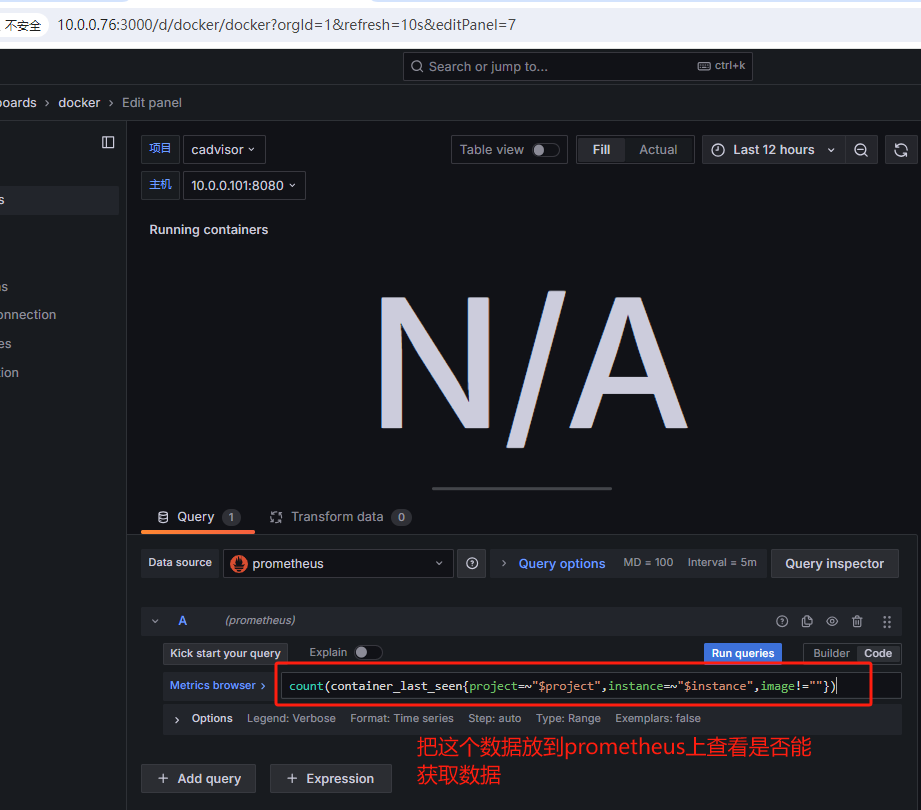 不安全 10.0.0.76:3000/d/docker/docker?orgId=1&refresh=10s&editPanel=7
Search or jump to... ctrl+k
oards › docker › Edit panel
项目 cadvisor Table view Fill Actual Last 12 hours
s 主机 10.0.0.101:8080
Running containers
N/A
ns
onnection
es
ion
Query 1 Transform data 0
Data source prometheus Query options MD = 100 Interval = 5m Query inspector
A (prometheus)
Kick start your query Explain Run queries Builder Code
Metrics browser › count(container_last_seen{project=~"$project",instance=~"$instance",image!=""})
› Options Legend: Verbose Format: Time series Step: auto Type: Range Exemplars: false
把这个数据放到prometheus上查看是否能
获取数据
+ Add query + Expression